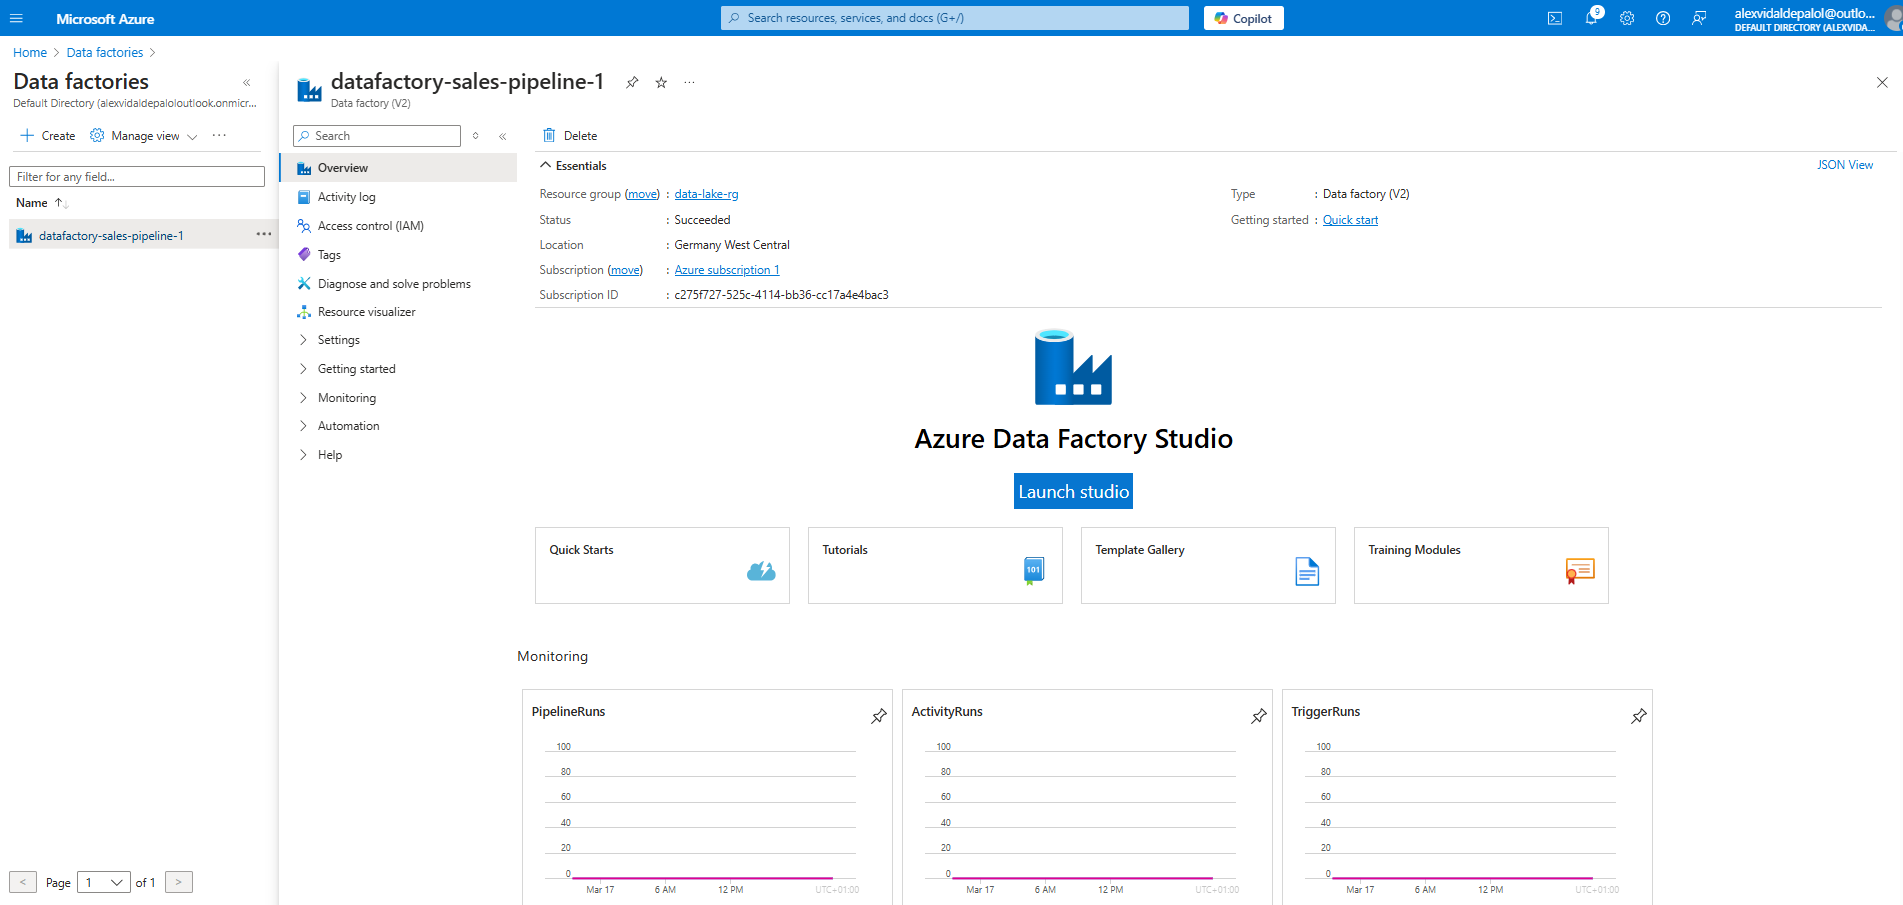 Microsoft Azure
Search resources, services, and docs (G+/)
Copilot
9
alexvidaldepalol@outlo...
DEFAULT DIRECTORY (ALEXVIDA...
Home > Data factories >
Data factories
Default Directory (alexvidaldepaloloutlook.onmicr...
Create
Manage view
...
Filter for any field...
Name
datafactory-sales-pipeline-1
...
< Page 1 of 1 >
datafactory-sales-pipeline-1
...
Data factory (V2)
Search
Overview
Activity log
Access control (IAM)
Tags
Diagnose and solve problems
Resource visualizer
Settings
Getting started
Monitoring
Automation
Help
Delete
Essentials
JSON View
Resource group (move) : data-lake-rg
Status : Succeeded
Location : Germany West Central
Subscription (move) : Azure subscription 1
Subscription ID : c275f727-525c-4114-bb36-cc17a4e4bac3
Type : Data factory (V2)
Getting started : Quick start
Azure Data Factory Studio
Launch studio
Quick Starts
Tutorials
101
Template Gallery
Training Modules
Monitoring
PipelineRuns
100
80
60
40
20
0
Mar 17 6 AM 12 PM UTC+01:00
ActivityRuns
100
80
60
40
20
0
Mar 17 6 AM 12 PM UTC+01:00
TriggerRuns
100
80
60
40
20
0
Mar 17 6 AM 12 PM UTC+01:00